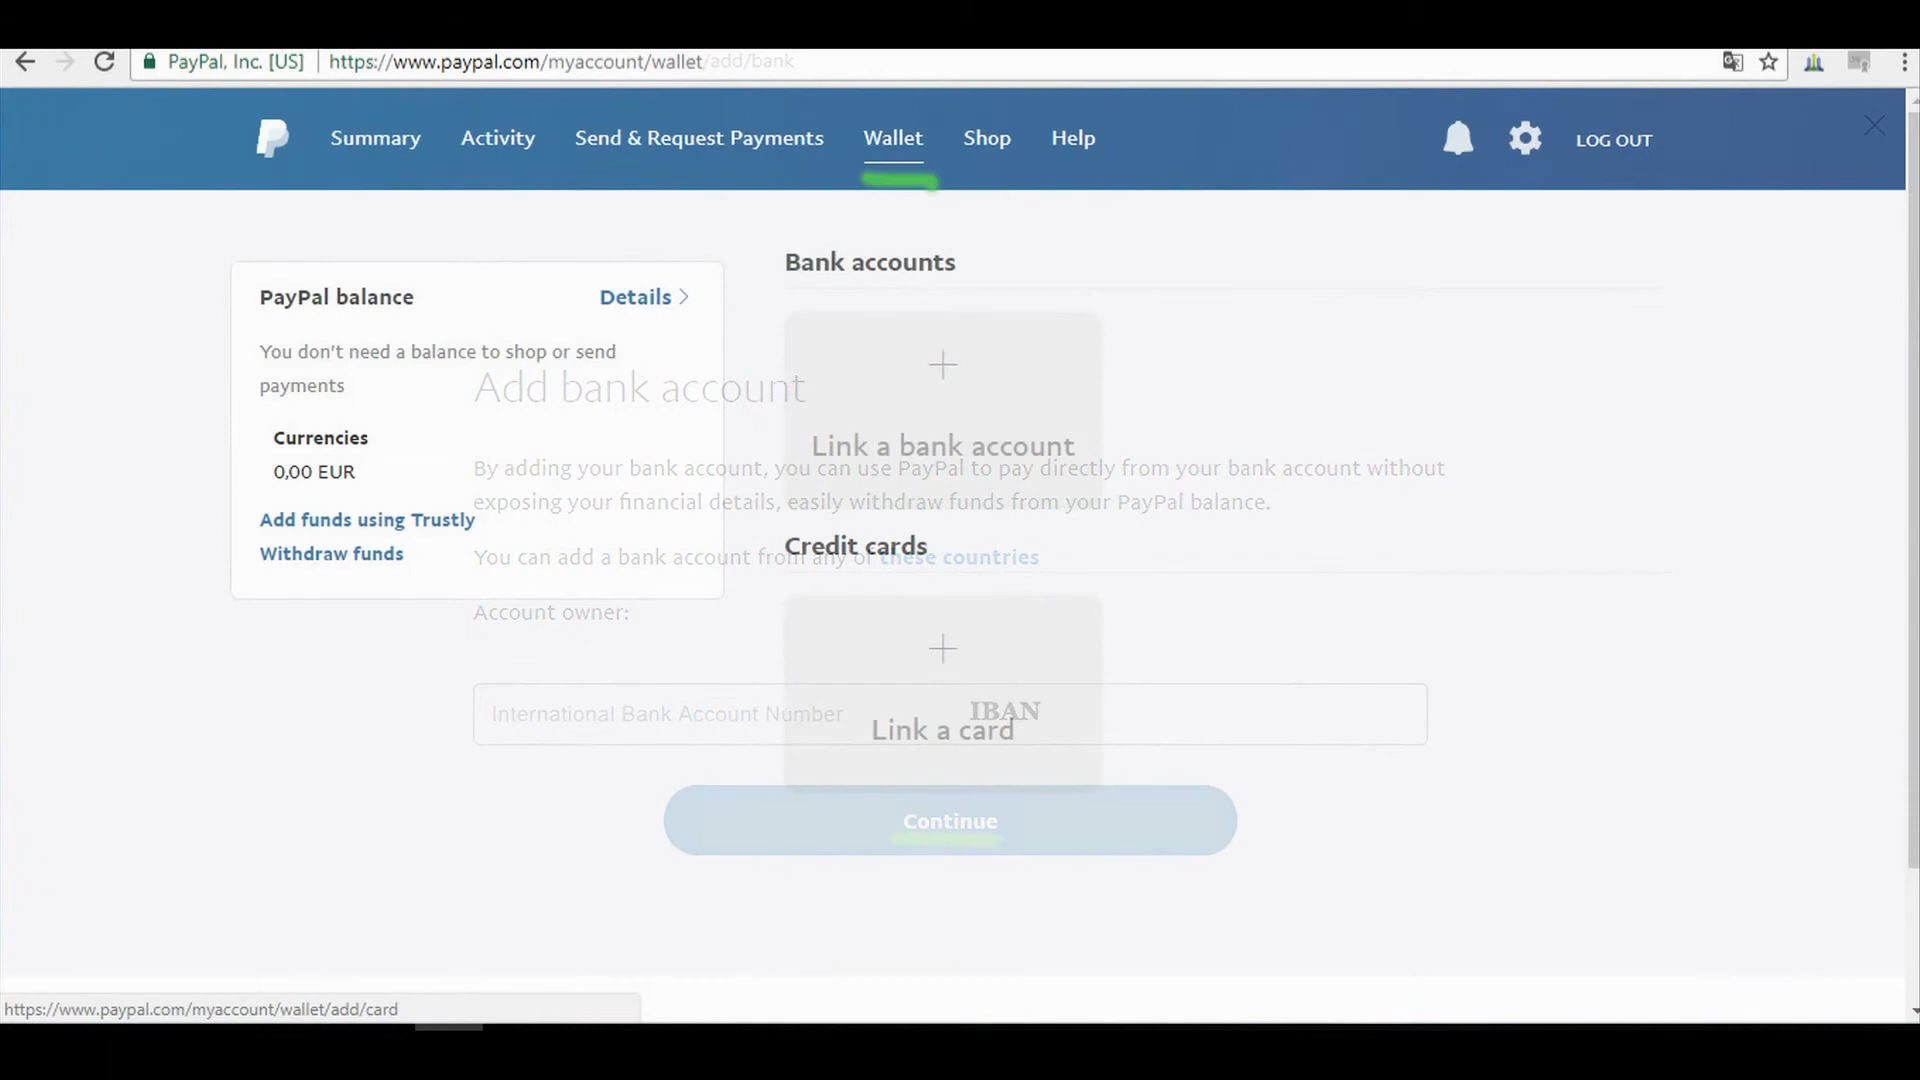 PayPal, Inc. [US] https://www.paypal.com/myaccount/wallet/add/bank
Summary Activity Send & Request Payments Wallet Shop Help LOG OUT
PayPal balance Details
You don't need a balance to shop or send
payments
Currencies
0,00 EUR
Add funds using Trustly
Withdraw funds
Bank accounts
Link a bank account
Credit cards
Link a card
Add bank account
By adding your bank account, you can use PayPal to pay directly from your bank account without
exposing your financial details, easily withdraw funds from your PayPal balance.
You can add a bank account from any of these countries
Account owner:
International Bank Account Number IBAN
Continue
https://www.paypal.com/myaccount/wallet/add/card